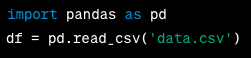 import pandas as pd
df = pd.read_csv('data.csv')